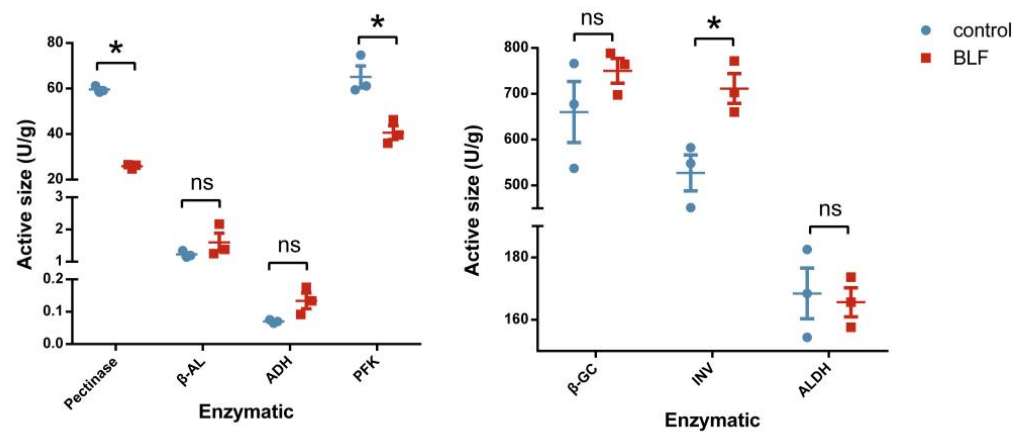 *
*
80
60
40
20
ns
3
2
1
ns
0.2
0.1
0.0
Active size (U/g)
Pectinase
β-AL
ADH
PFK
Enzymatic
ns
*
800
700
600
500
ns
180
160
Active size (U/g)
β-GC
INV
ALDH
Enzymatic
control
BLF